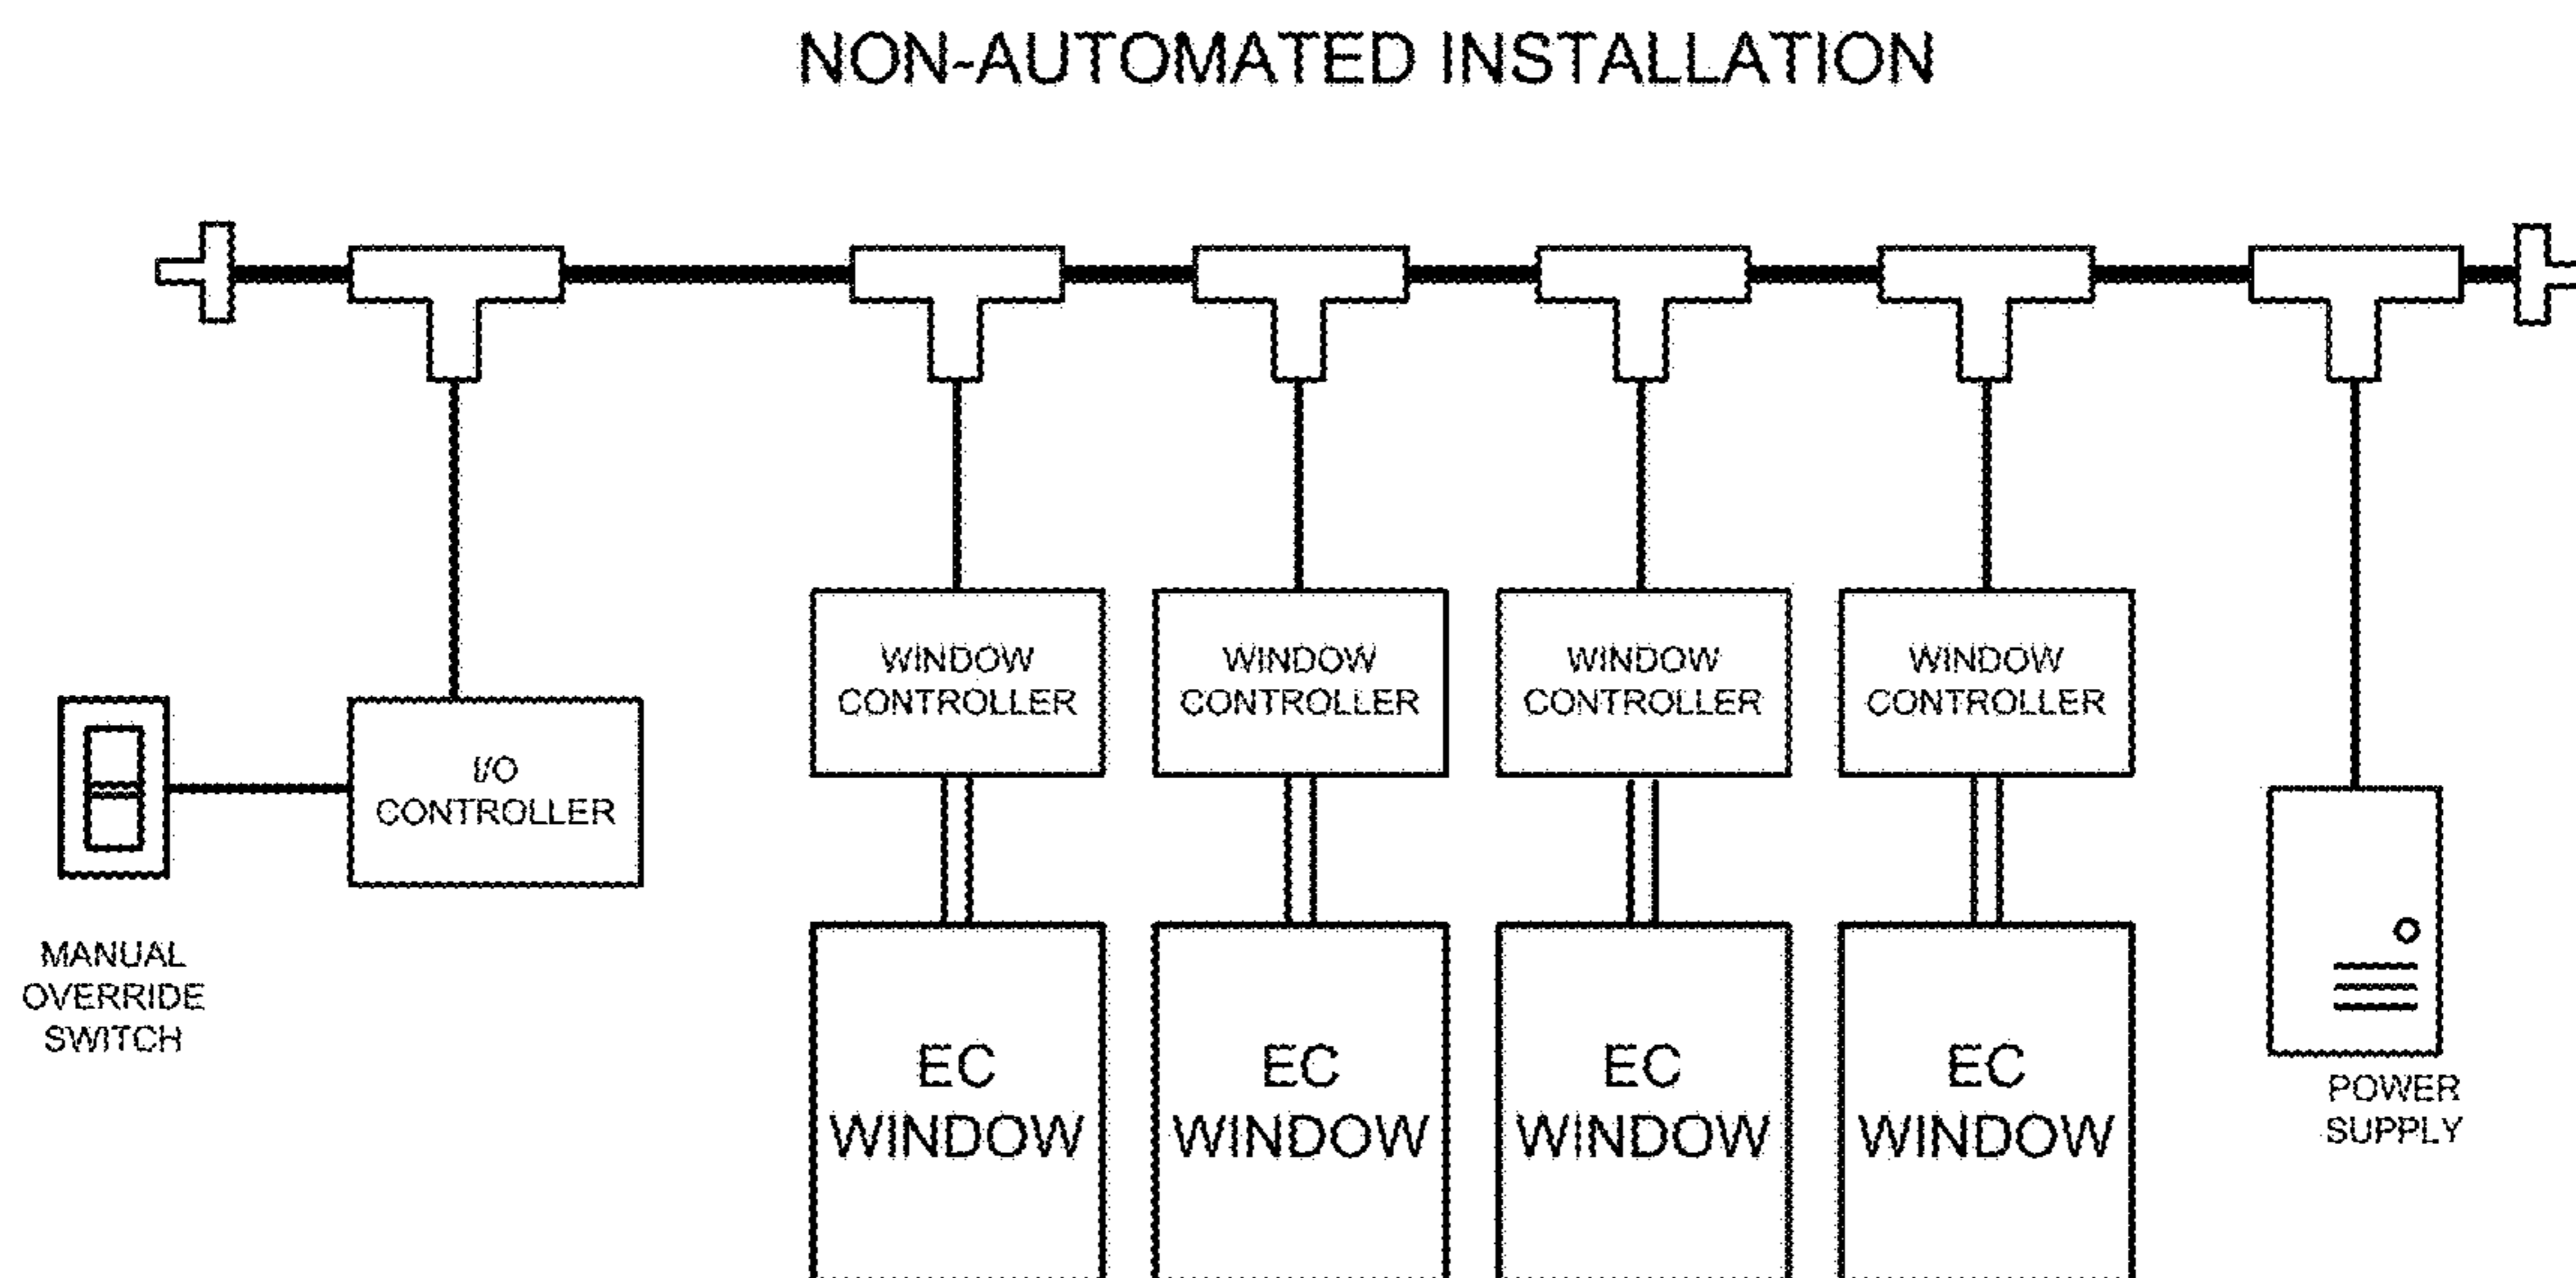 NON-AUTOMATED INSTALLATION
WINDOW
CONTROLLER
WINDOW
CONTROLLER
WINDOW
CONTROLLER
WINDOW
CONTROLLER
I/O
CONTROLLER
MANUAL
OVERRIDE
SWITCH
EC
WINDOW
EC
WINDOW
EC
WINDOW
EC
WINDOW
POWER
SUPPLY